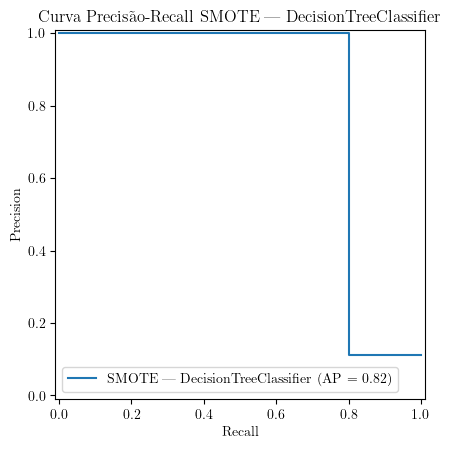 Curva Precisão-Recall SMOTE — DecisionTreeClassifier
1.0
0.8
0.6
0.4
0.2
0.0
Precision
SMOTE — DecisionTreeClassifier (AP = 0.82)
0.0 0.2 0.4 0.6 0.8 1.0
Recall